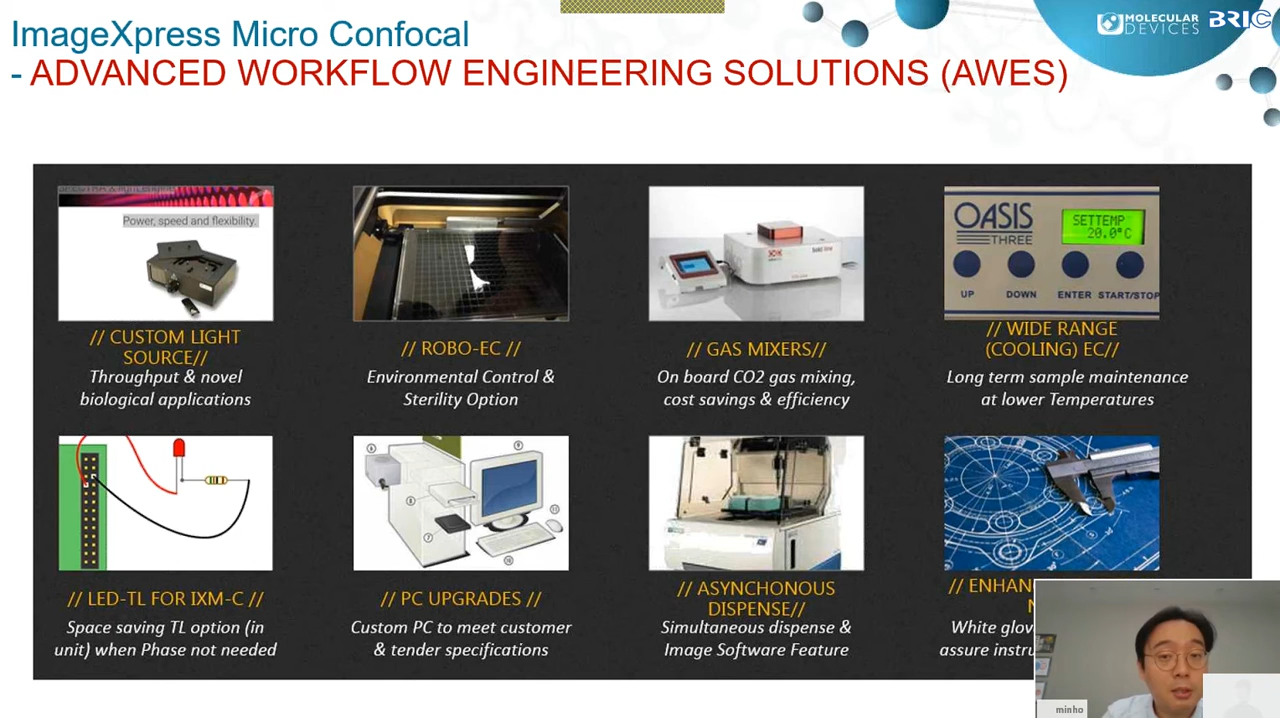 ImageXpress Micro Confocal
- ADVANCED WORKFLOW ENGINEERING SOLUTIONS (AWES)
MOLECULAR
DEVICES
BRIC
Power, speed and flexibility.
OASIS
THREE
SETTEMP
20.0°C
UP DOWN ENTER START/STOP
// CUSTOM LIGHT
SOURCE//
Throughput & novel
biological applications
// ROBO-EC //
Environmental Control &
Sterility Option
// GAS MIXERS//
On board CO2 gas mixing,
cost savings & efficiency
// WIDE RANGE
(COOLING) EC//
Long term sample maintenance
at lower Temperatures
// LED-TL FOR IXM-C //
Space saving TL option (in
unit) when Phase not needed
// PC UPGRADES //
Custom PC to meet customer
& tender specifications
// ASYNCHONOUS
DISPENSE//
Simultaneous dispense &
Image Software Feature
// ENHAN
N
White glov
assure instru
minho